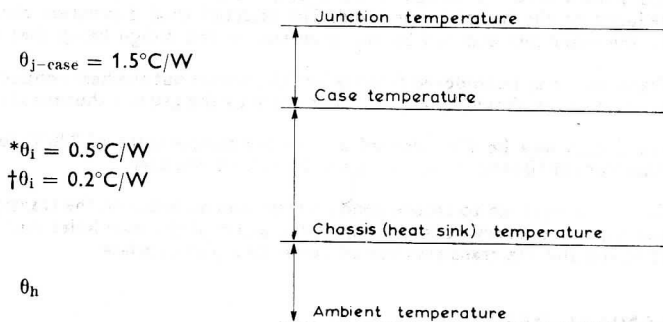 Junction temperature
θj-case = 1.5°C/W
Case temperature
*θi = 0.5°C/W
†θi = 0.2°C/W
Chassis (heat sink) temperature
θh
Ambient temperature